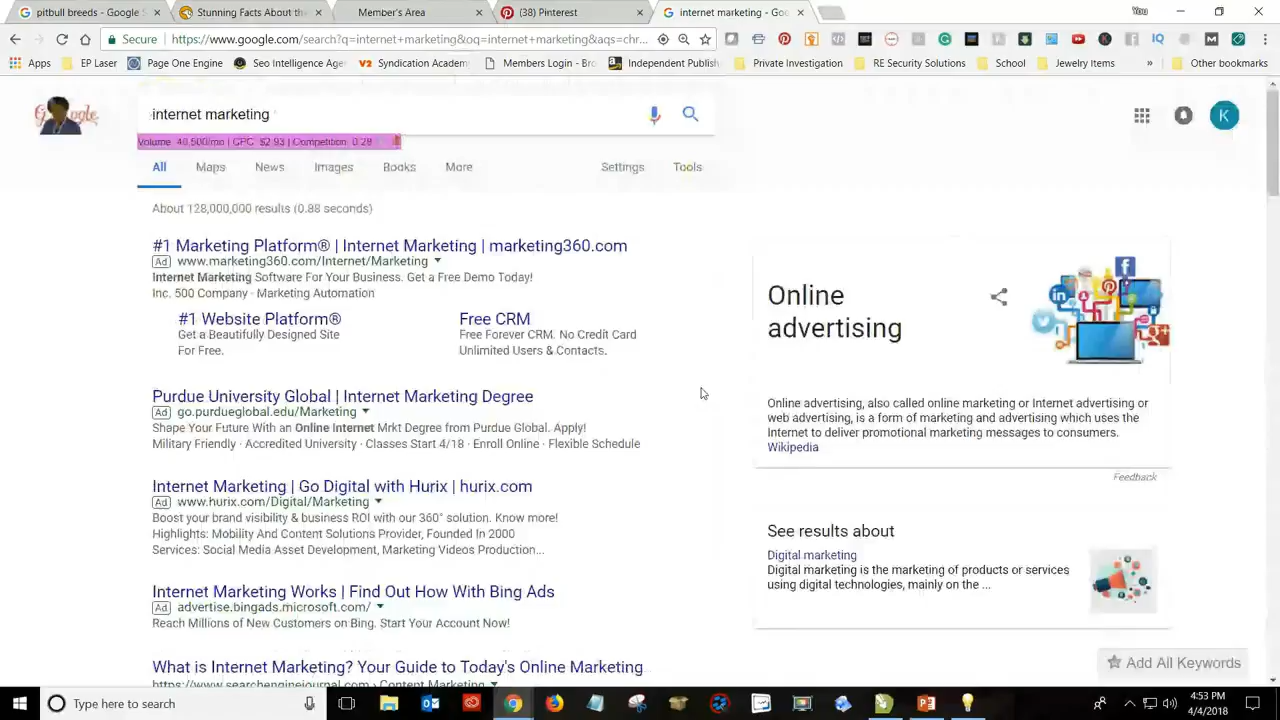 pitbull breeds - Google S
Stunning Facts About the
Member's Area
(38) Pinterest
internet marketing - Goo
You
Secure
https://www.google.com/search?q=internet+marketing&oq=internet+marketing&aqs=chr...
Apps
EP Laser
Page One Engine
Seo Intelligence Agen
V2 Syndication Academ
Members Login - Bro
Independent Publish
Private Investigation
RE Security Solutions
School
Jewelry Items
Other bookmarks
internet marketing
Volume 40,500/mo | CPC $2.93 | Competition 0.28
K
All
Maps
News
Images
Books
More
Settings
Tools
About 128,000,000 results (0.88 seconds)
#1 Marketing Platform® | Internet Marketing | marketing360.com
Ad www.marketing360.com/Internet/Marketing
Internet Marketing Software For Your Business. Get a Free Demo Today!
Inc. 500 Company · Marketing Automation
#1 Website Platform®
Get a Beautifully Designed Site
For Free.
Free CRM
Free Forever CRM. No Credit Card
Unlimited Users & Contacts.
Purdue University Global | Internet Marketing Degree
Ad go.purdueglobal.edu/Marketing
Shape Your Future With an Online Internet Mrkt Degree from Purdue Global. Apply!
Military Friendly · Accredited University · Classes Start 4/18 · Enroll Online · Flexible Schedule
Internet Marketing | Go Digital with Hurix | hurix.com
Ad www.hurix.com/Digital/Marketing
Boost your brand visibility & business ROI with our 360° solution. Know more!
Highlights: Mobility And Content Solutions Provider, Founded In 2000
Services: Social Media Asset Development, Marketing Videos Production...
Internet Marketing Works | Find Out How With Bing Ads
Ad advertise.bingads.microsoft.com/
Reach Millions of New Customers on Bing. Start Your Account Now!
What is Internet Marketing? Your Guide to Today's Online Marketing
https://www.searchenginejournal.com › Content Marketing
Online
advertising
Online advertising, also called online marketing or Internet advertising or
web advertising, is a form of marketing and advertising which uses the
Internet to deliver promotional marketing messages to consumers.
Wikipedia
Feedback
See results about
Digital marketing
Digital marketing is the marketing of products or services
using digital technologies, mainly on the ...
Add All Keywords
Type here to search
4:53 PM
4/4/2018